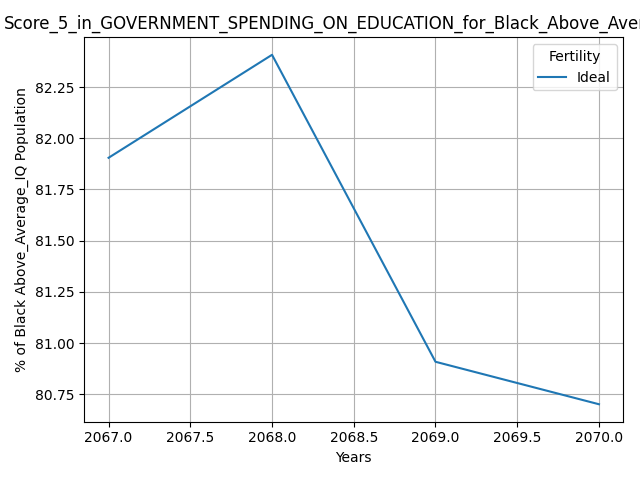 Score_5_in_GOVERNMENT_SPENDING_ON_EDUCATION_for_Black_Above_Aver
Fertility
Ideal
% of Black Above_Average_IQ Population
82.25
82.00
81.75
81.50
81.25
81.00
80.75
2067.0 2067.5 2068.0 2068.5 2069.0 2069.5 2070.0
Years